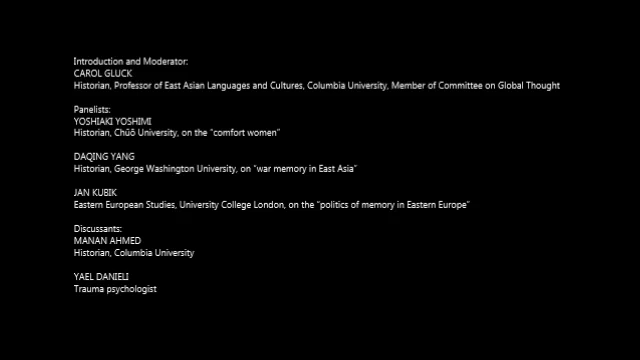 Introduction and Moderator:
CAROL GLUCK
Historian, Professor of East Asian Languages and Cultures, Columbia University, Member of Committee on Global Thought
Panelists:
YOSHIAKI YOSHIMI
Historian, Chūō University, on the "comfort women"
DAQING YANG
Historian, George Washington University, on "war memory in East Asia"
JAN KUBIK
Eastern European Studies, University College London, on the "politics of memory in Eastern Europe"
Discussants:
MANAN AHMED
Historian, Columbia University
YAEL DANIELI
Trauma psychologist